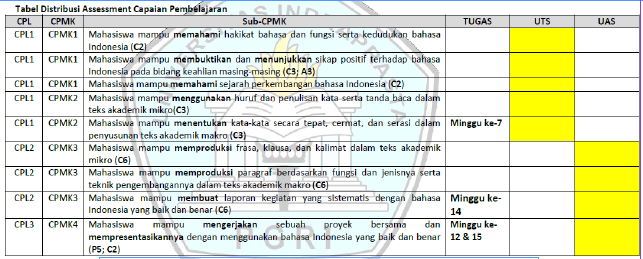 Tabel Distribusi Assessment Capaian Pembelajaran
CPL CPMK Sub-CPMK TUGAS UTS UAS
CPL1 CPMK1 Mahasiswa mampu memahami hakikat bahasa dan fungsi serta kedudukan bahasa
Indonesia (C2)
CPL1 CPMK1 Mahasiswa mampu membuktikan dan menunjukkan sikap positif terhadap bahasa
Indonesia pada bidang keahlian masing-masing (C3; A3)
CPL1 CPMK1 Mahasiswa mampu memahami sejarah perkembangan bahasa Indonesia (C2)
CPL1 CPMK2 Mahasiswa mampu menggunakan huruf dan penulisan kata serta tanda baca dalam
teks akademik mikro(C3)
CPL1 CPMK2 Mahasiswa mampu menentukan kata-kata secara tepat, cermat, dan serasi dalam Minggu ke-7
penyusunan teks akademik makro (C3)
CPL2 CPMK3 Mahasiswa mampu memproduksi frasa, klausa, dan kalimat dalam teks akademik
mikro (C6)
CPL2 CPMK3 Mahasiswa mampu memproduksi paragraf berdasarkan fungsi dan jenisnya serta
teknik pengembangannya dalam teks akademik makro (C6)
CPL2 CPMK3 Mahasiswa mampu membuat laporan kegiatan yang sistematis dengan bahasa Minggu ke-
Indonesia yang baik dan benar (C6) 14
CPL3 CPMK4 Mahasiswa mampu mengerjakan sebuah proyek bersama dan Minggu ke-
mempresentasikannya dengan menggunakan bahasa Indonesia yang baik dan benar 12 & 15
(P5; C2)
PGRI